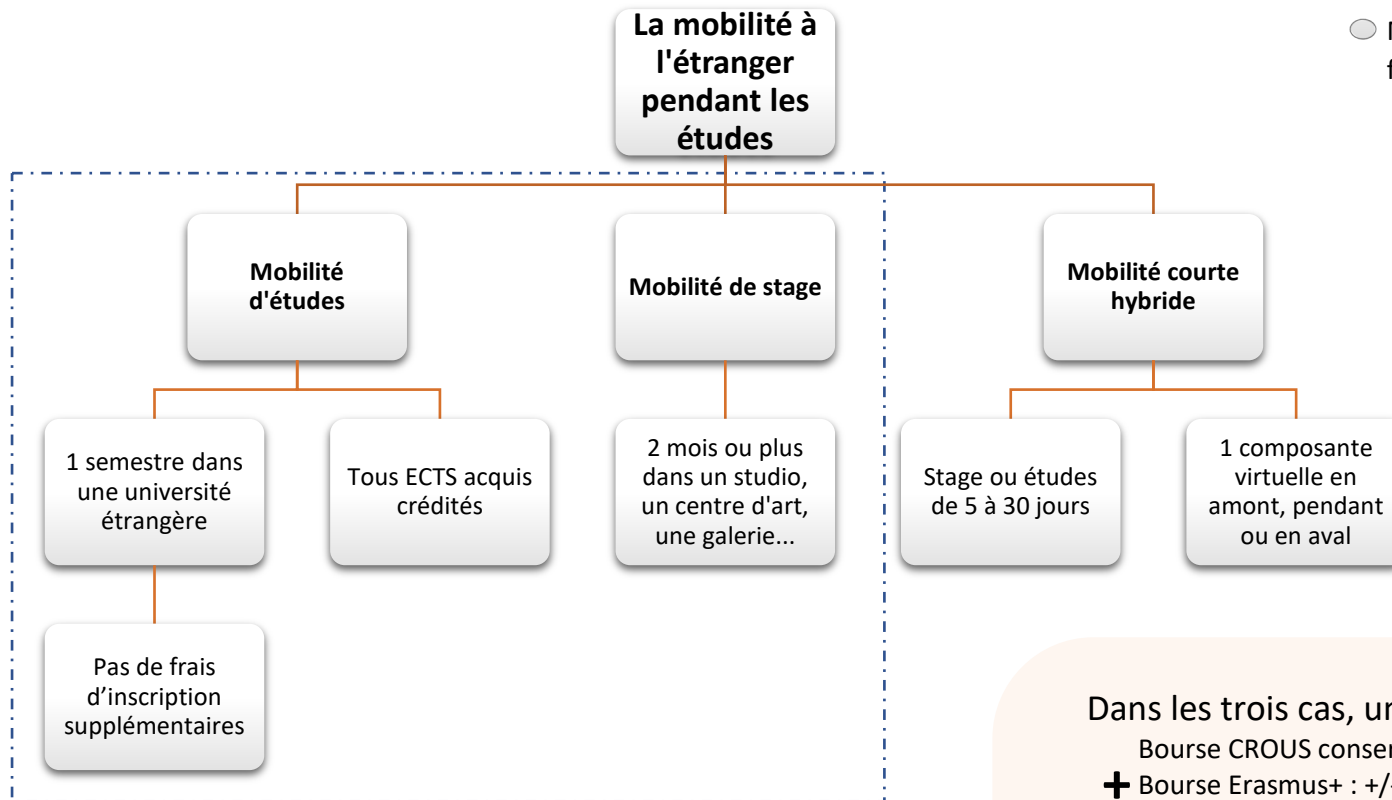 La mobilité à
l'étranger
pendant les
études
Mobilité
d'études
Mobilité de stage
Mobilité courte
hybride
1 semestre dans
une université
étrangère
Tous ECTS acquis
crédités
2 mois ou plus
dans un studio,
un centre d'art,
une galerie...
Stage ou études
de 5 à 30 jours
1 composante
virtuelle en
amont, pendant
ou en aval
Pas de frais
d’inscription
supplémentaires
Dans les trois cas,
Bourse CROUS
+ Bourse Erasmus+ : +/-